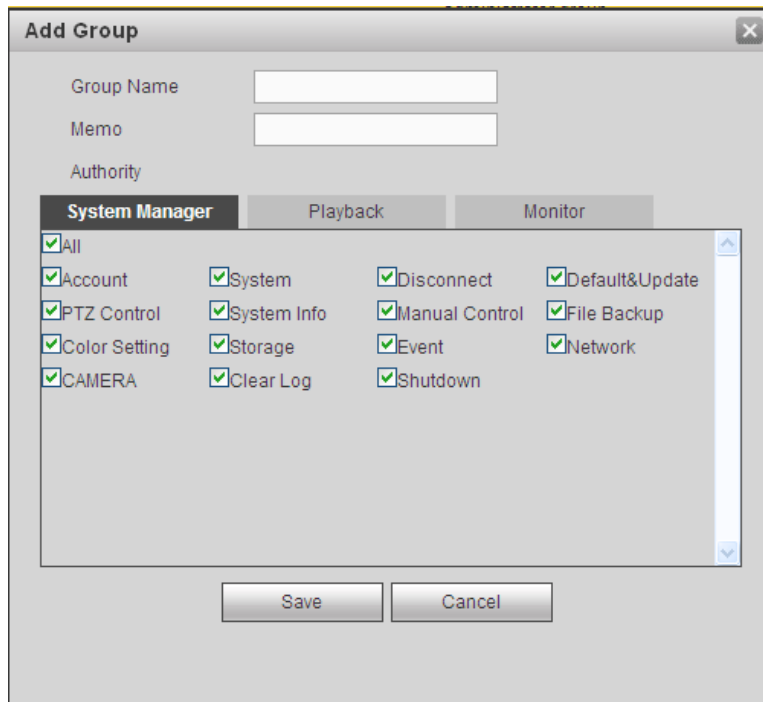 Add Group
Group Name
Memo
Authority
System Manager Playback Monitor
All
Account System Disconnect Default&Update
PTZ Control System Info Manual Control File Backup
Color Setting Storage Event Network
CAMERA Clear Log Shutdown
Save Cancel